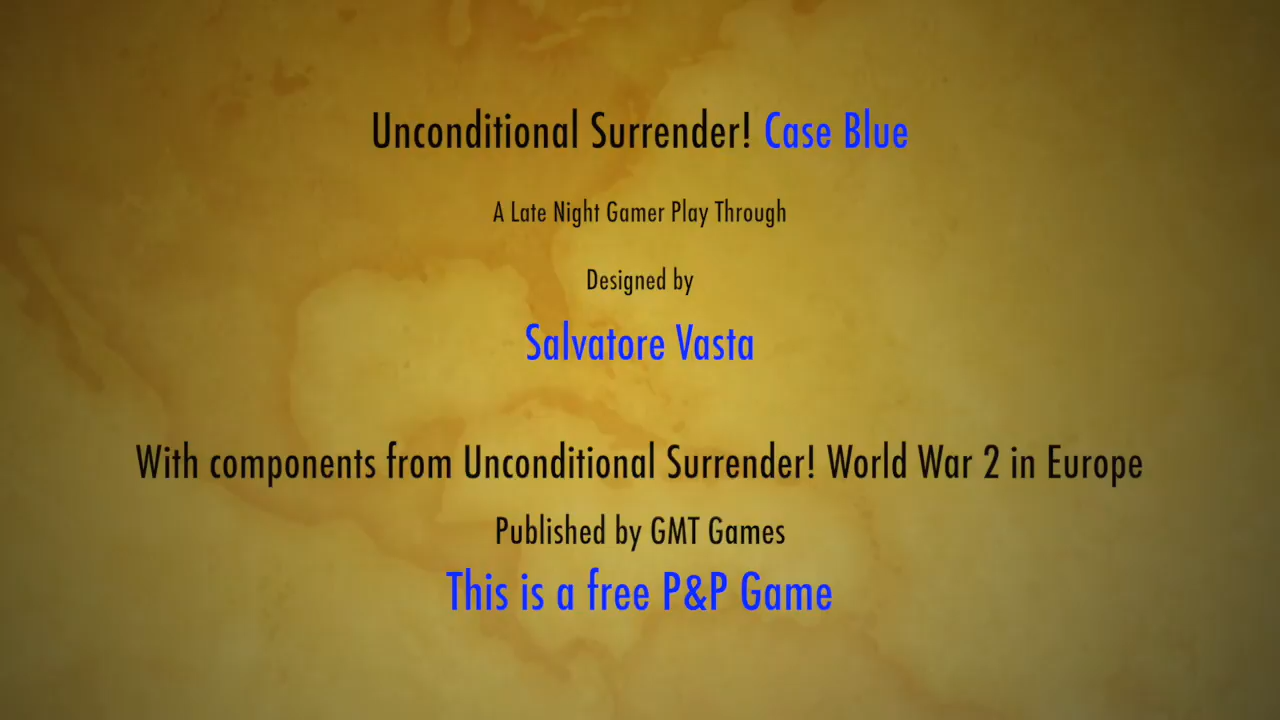 Unconditional Surrender! Case Blue
A Late Night Gamer Play Through
Designed by
Salvatore Vasta
With components from Unconditional Surrender! World War 2 in Europe
Published by GMT Games
This is a free P&P Game